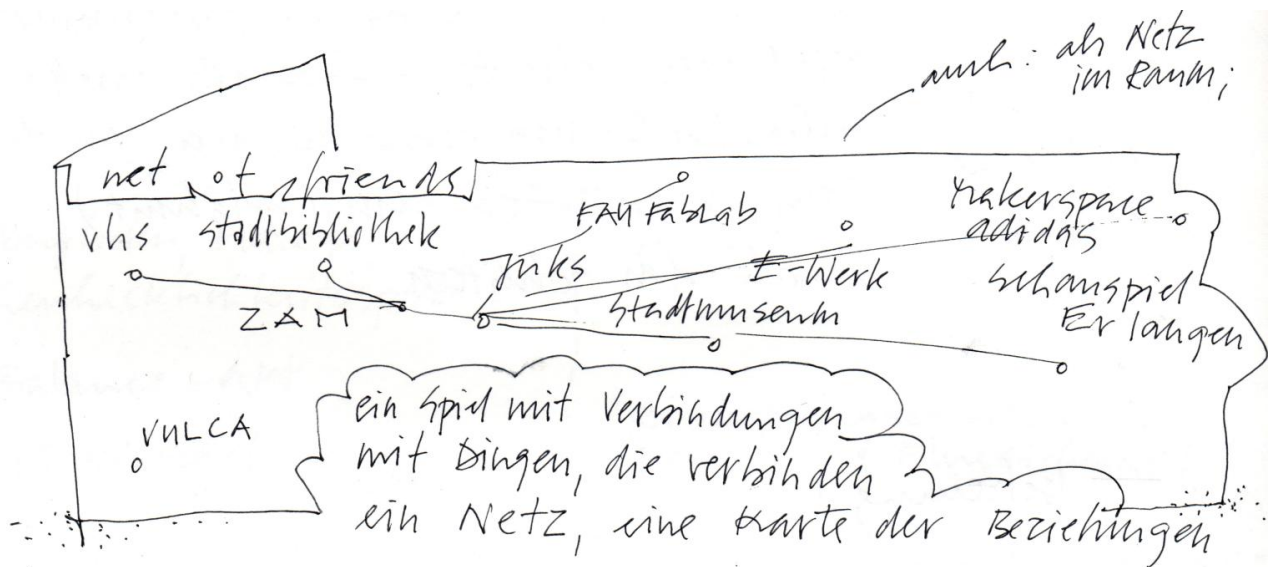 auch: als Netz
im Raum;
net of friends
vhs
stadtbibliothek
FAU FabLab
makerspace
adidas
Juks
E-Werk
schauspiel
Erlangen
ZAM
Stadtmuseum
VULCA
ein Spiel mit Verbindungen
mit Dingen, die verbinden
ein Netz, eine Karte der Beziehungen